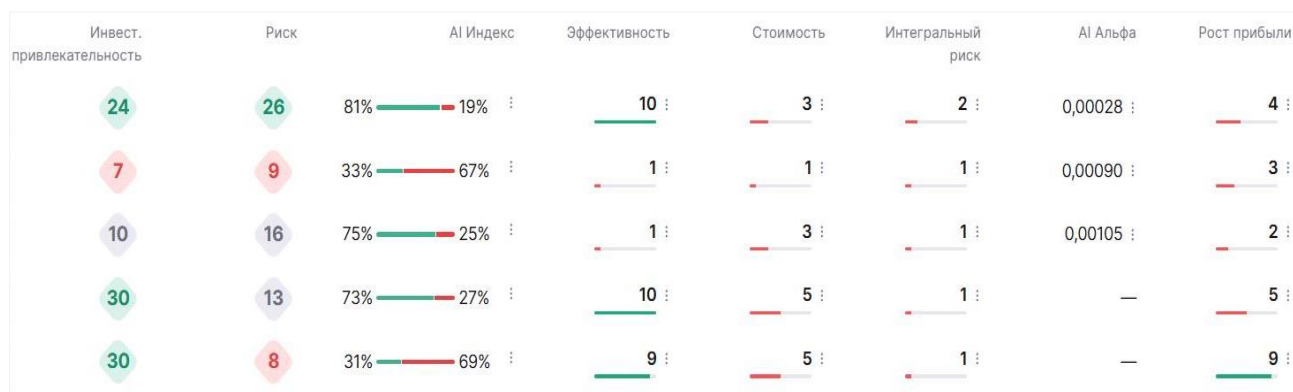 Инвест. привлекательность Риск AI Индекс Эффективность Стоимость Интегральный риск AI Альфа Рост прибыли
24 26 81% 19% 10 3 2 0,00028 4
7 9 33% 67% 1 1 1 0,00090 3
10 16 75% 25% 1 3 1 0,00105 2
30 13 73% 27% 10 5 1 — 5
30 8 31% 69% 9 5 1 — 9